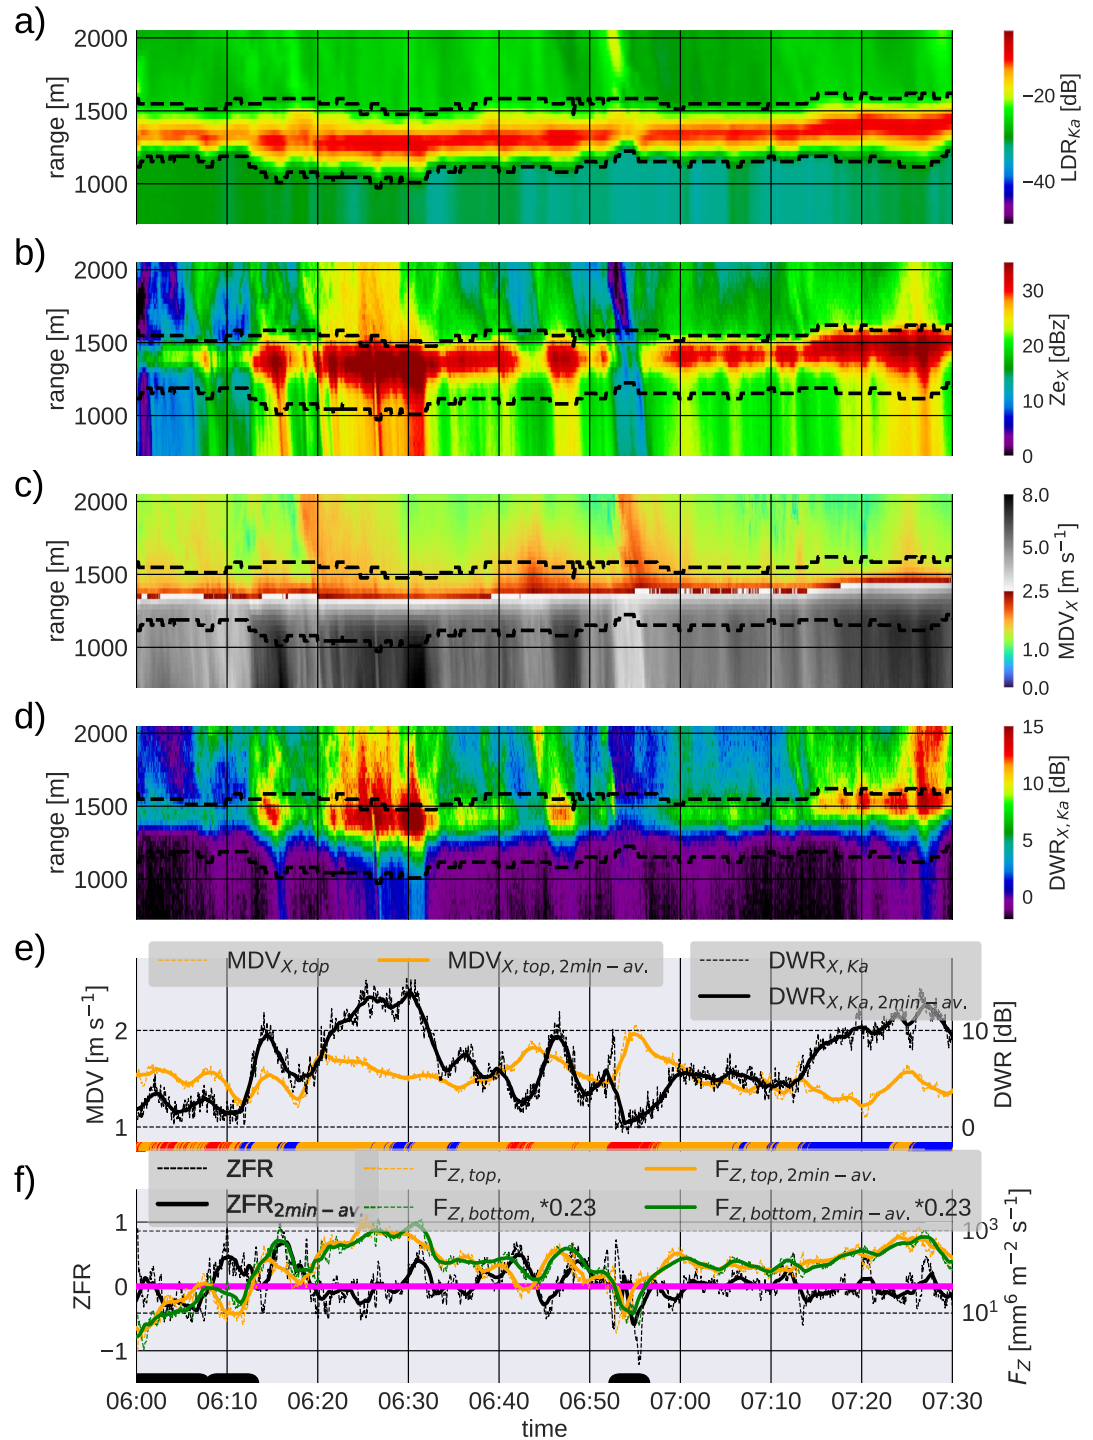 a)
2000
1500
1000
range [m]
−20
−40
LDR_Ka [dB]
b)
2000
1500
1000
range [m]
30
20
10
0
Ze_X [dBz]
c)
2000
1500
1000
8.0
5.0
2.5
1.0
0.0
MDV_X [m s⁻¹]
d)
2000
1500
1000
range [m]
15
10
5
0
DWR_X, Ka [dB]
e)
MDV_X, top
MDV_X, top, 2min−av.
DWR_X, Ka
DWR_X, Ka, 2min−av.
2
1
MDV [m s⁻¹]
10
0
DWR [dB]
f)
ZFR
ZFR_2min−av.
F_Z, top,
F_Z, top, 2min−av.
F_Z, bottom, *0.23
F_Z, bottom, 2min−av. *0.23
1
0
−1
ZFR
10³
10¹
F_Z [mm⁶ m⁻² s⁻¹]
06:00 06:10 06:20 06:30 06:40 06:50 07:00 07:10 07:20 07:30
time